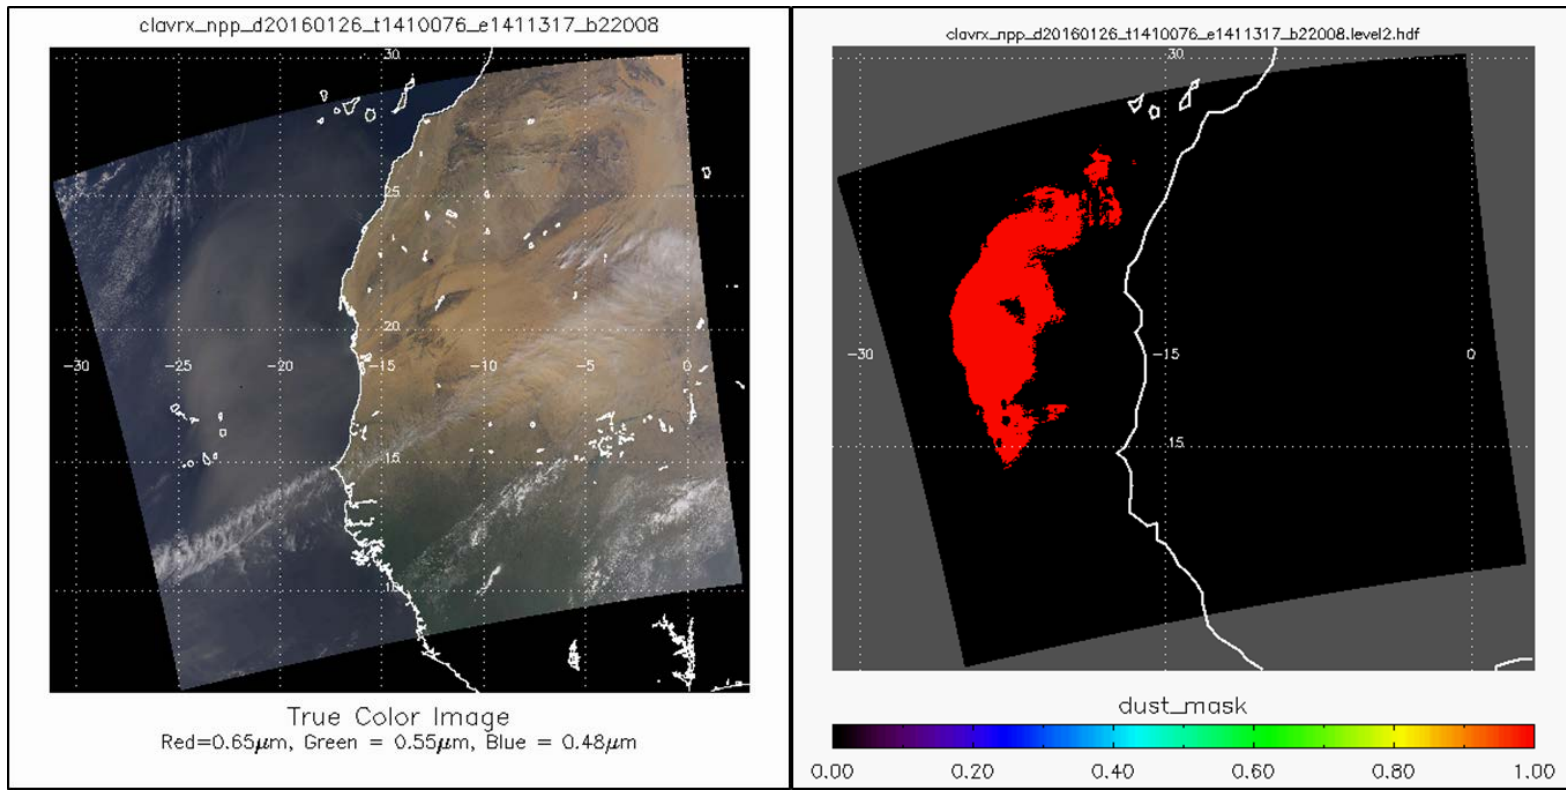 clavrx_npp_d20160126_t1410076_e1411317_b22008
30
25
20
-30 -25 -20 -15 -10 -5 0
15
10
True Color Image
Red=0.65μm, Green = 0.55μm, Blue = 0.48μm
clavrx_npp_d20160126_t1410076_e1411317_b22008.level2.hdf
30
-30 -15 0
15
dust_mask
0.00 0.20 0.40 0.60 0.80 1.00